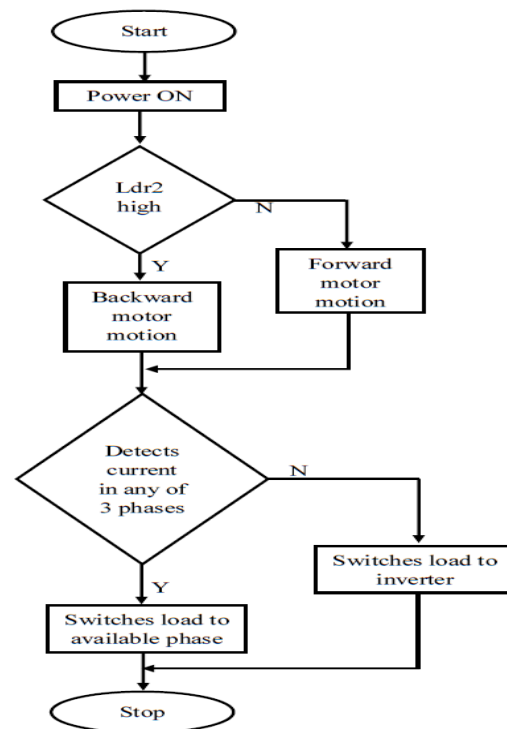 Start
Power ON
Ldr2
high
N
Y
Forward
motor
motion
Backward
motor
motion
Detects
current
in any of
3 phases
N
Y
Switches load to
inverter
Switches load to
available phase
Stop